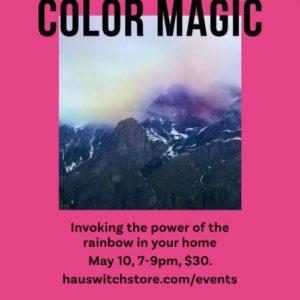 COLOR MAGIC
Invoking the power of the
rainbow in your home
May 10, 7-9pm, $30.
hauswitchstore.com/events